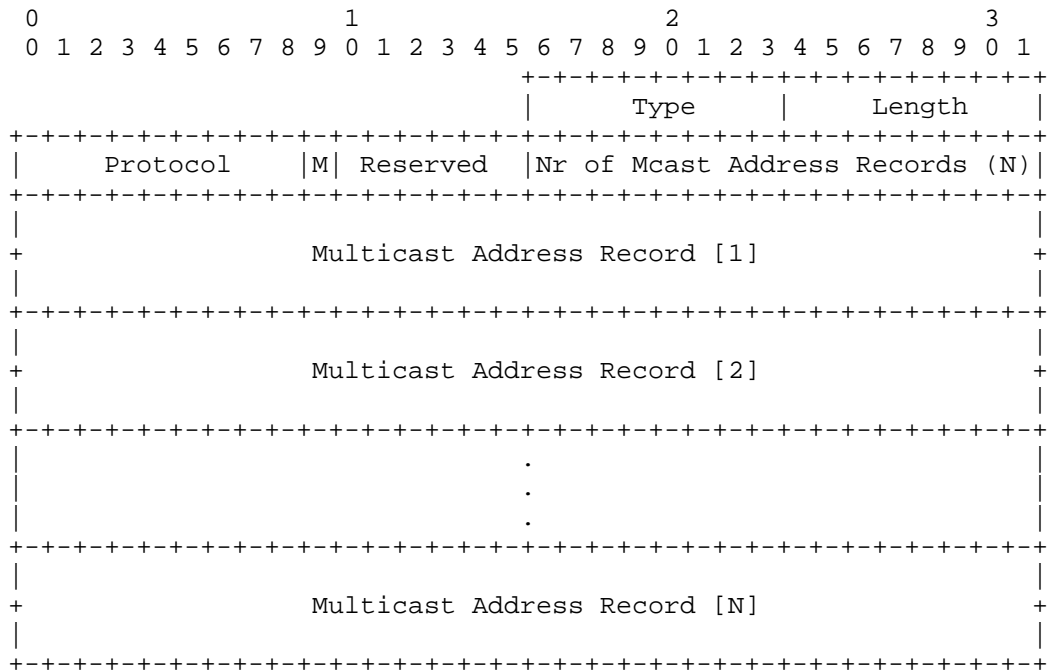 0                   1                   2                   3
 0 1 2 3 4 5 6 7 8 9 0 1 2 3 4 5 6 7 8 9 0 1 2 3 4 5 6 7 8 9 0 1
                                +-+-+-+-+-+-+-+-+-+-+-+-+-+-+-+-+
                                |      Type     |     Length    |
+-+-+-+-+-+-+-+-+-+-+-+-+-+-+-+-+-+-+-+-+-+-+-+-+-+-+-+-+-+-+-+-+
|     Protocol    |M| Reserved  |Nr of Mcast Address Records (N)|
+-+-+-+-+-+-+-+-+-+-+-+-+-+-+-+-+-+-+-+-+-+-+-+-+-+-+-+-+-+-+-+-+
|                                                               |
+                  Multicast Address Record [1]                 +
|                                                               |
+-+-+-+-+-+-+-+-+-+-+-+-+-+-+-+-+-+-+-+-+-+-+-+-+-+-+-+-+-+-+-+-+
|                                                               |
+                  Multicast Address Record [2]                 +
|                                                               |
+-+-+-+-+-+-+-+-+-+-+-+-+-+-+-+-+-+-+-+-+-+-+-+-+-+-+-+-+-+-+-+-+
|                               .                               |
|                               .                               |
|                               .                               |
+-+-+-+-+-+-+-+-+-+-+-+-+-+-+-+-+-+-+-+-+-+-+-+-+-+-+-+-+-+-+-+-+
|                                                               |
+                  Multicast Address Record [N]                 +
|                                                               |
+-+-+-+-+-+-+-+-+-+-+-+-+-+-+-+-+-+-+-+-+-+-+-+-+-+-+-+-+-+-+-+-+